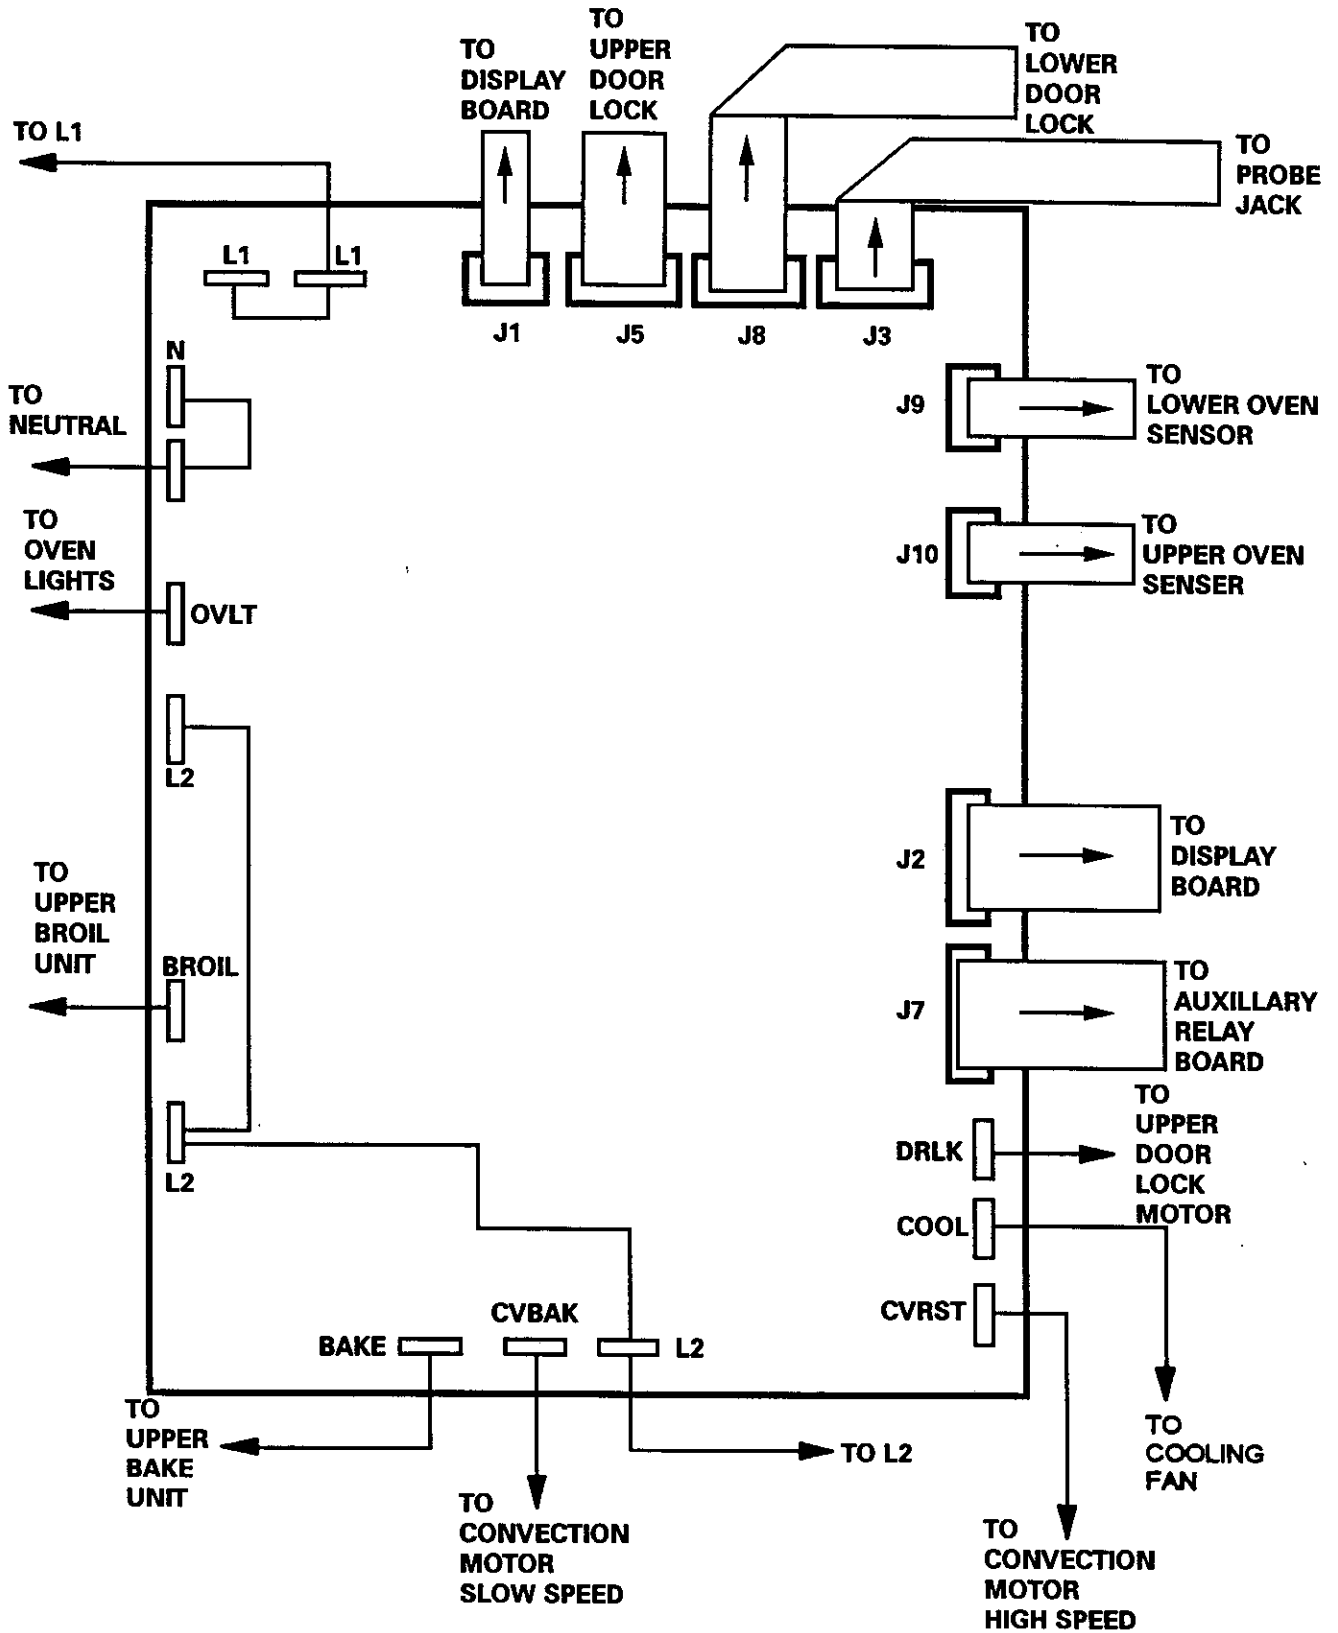 TO
DISPLAY
BOARD
TO
UPPER
DOOR
LOCK
TO
LOWER
DOOR
LOCK
TO
PROBE
JACK
TO L1
L1
L1
J1
J5
J8
J3
N
TO
NEUTRAL
TO
OVEN
LIGHTS
OVLT
L2
TO
UPPER
BROIL
UNIT
BROIL
L2
J9
TO
LOWER OVEN
SENSOR
J10
TO
UPPER OVEN
SENSER
J2
TO
DISPLAY
BOARD
J7
TO
AUXILLARY
RELAY
BOARD
DRLK
TO
UPPER
DOOR
LOCK
MOTOR
COOL
CVRST
BAKE
CVBAK
L2
TO
UPPER
BAKE
UNIT
TO
CONVECTION
MOTOR
SLOW SPEED
TO L2
TO
COOLING
FAN
TO
CONVECTION
MOTOR
HIGH SPEED